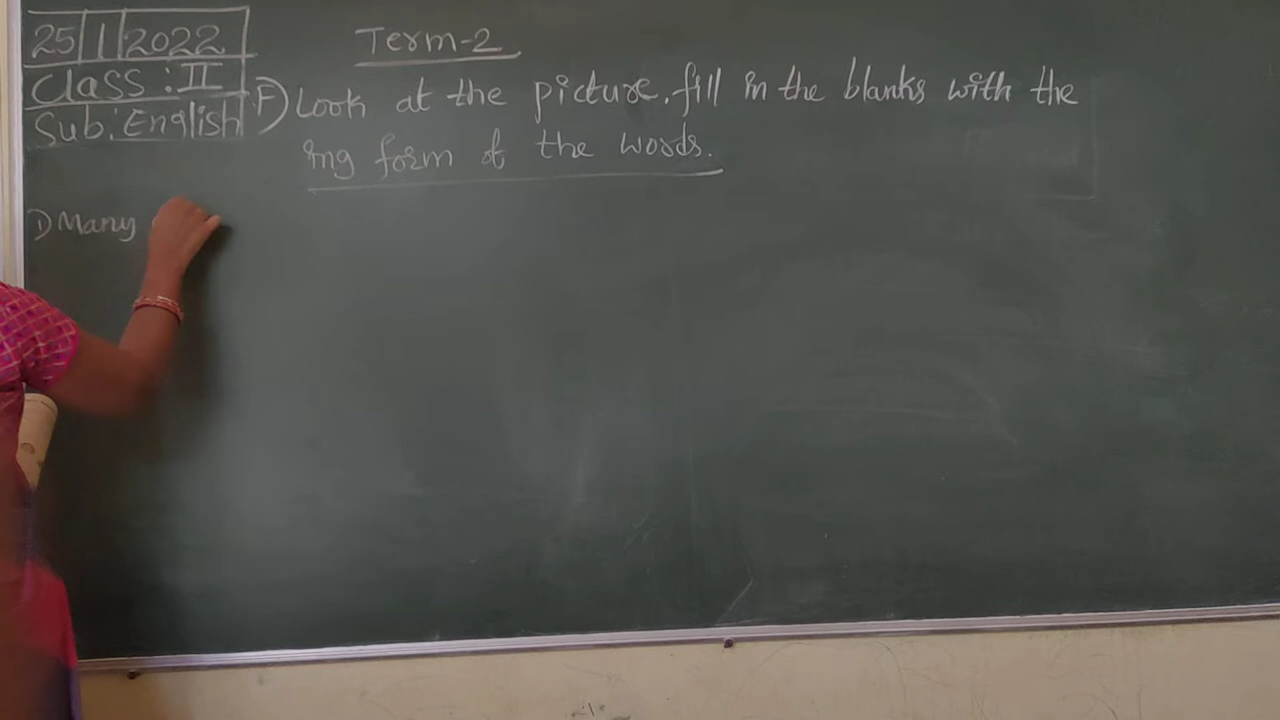 25 1 2022
Class : II
Sub: English
Term-2
F) Look at the picture. fill in the blanks with the
ing form of the words.
1) Many